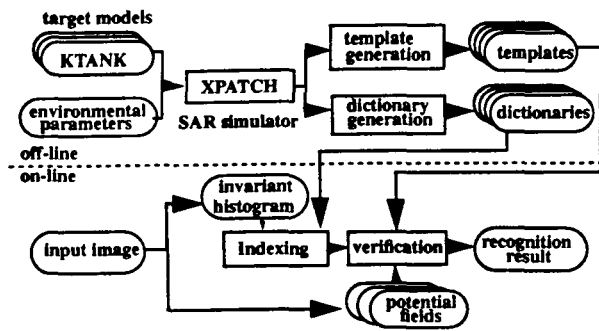 target models
KTANK
environmental
parameters
XPATCH
SAR simulator
template
generation
templates
dictionary
generation
dictionaries
off-line
on-line
input image
invariant
histogram
Indexing
verification
recognition
result
potential
fields